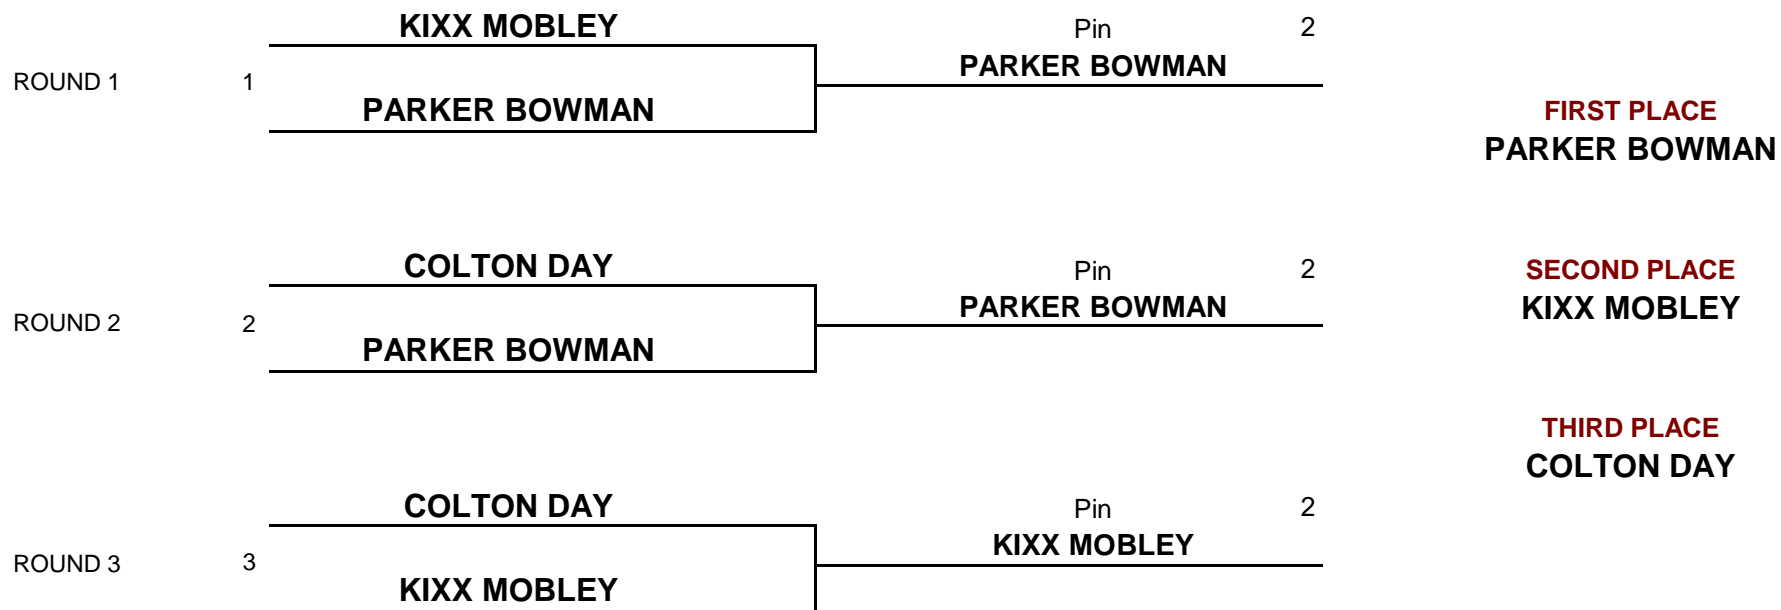 KIXX MOBLEY
Pin 2
PARKER BOWMAN
ROUND 1 1
PARKER BOWMAN
FIRST PLACE
PARKER BOWMAN
COLTON DAY
Pin 2
SECOND PLACE
PARKER BOWMAN
KIXX MOBLEY
ROUND 2 2
PARKER BOWMAN
THIRD PLACE
COLTON DAY
COLTON DAY
Pin 2
KIXX MOBLEY
ROUND 3 3
KIXX MOBLEY